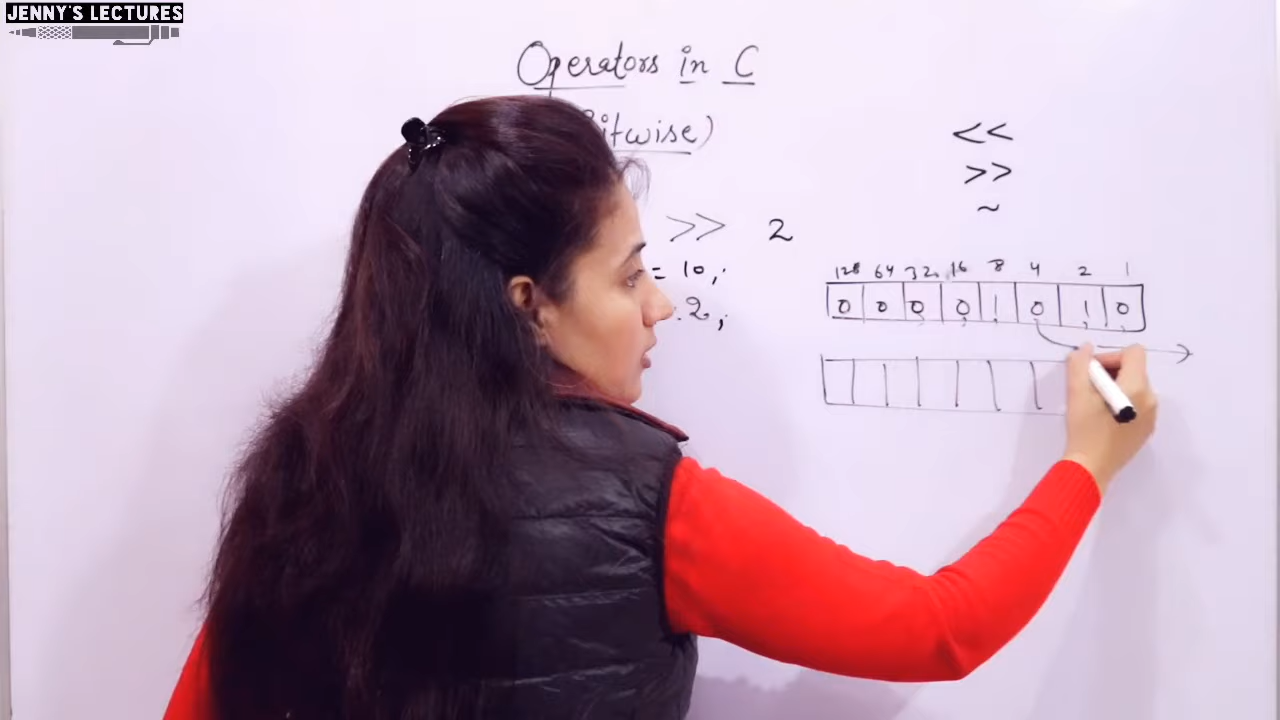 JENNY'S LECTURES
Operators in C
itwise)
<<
>>
~
>> 2
= 10;
2;
128 64 32 16 8 4 2 1
0 0 0 0 1 0 1 0